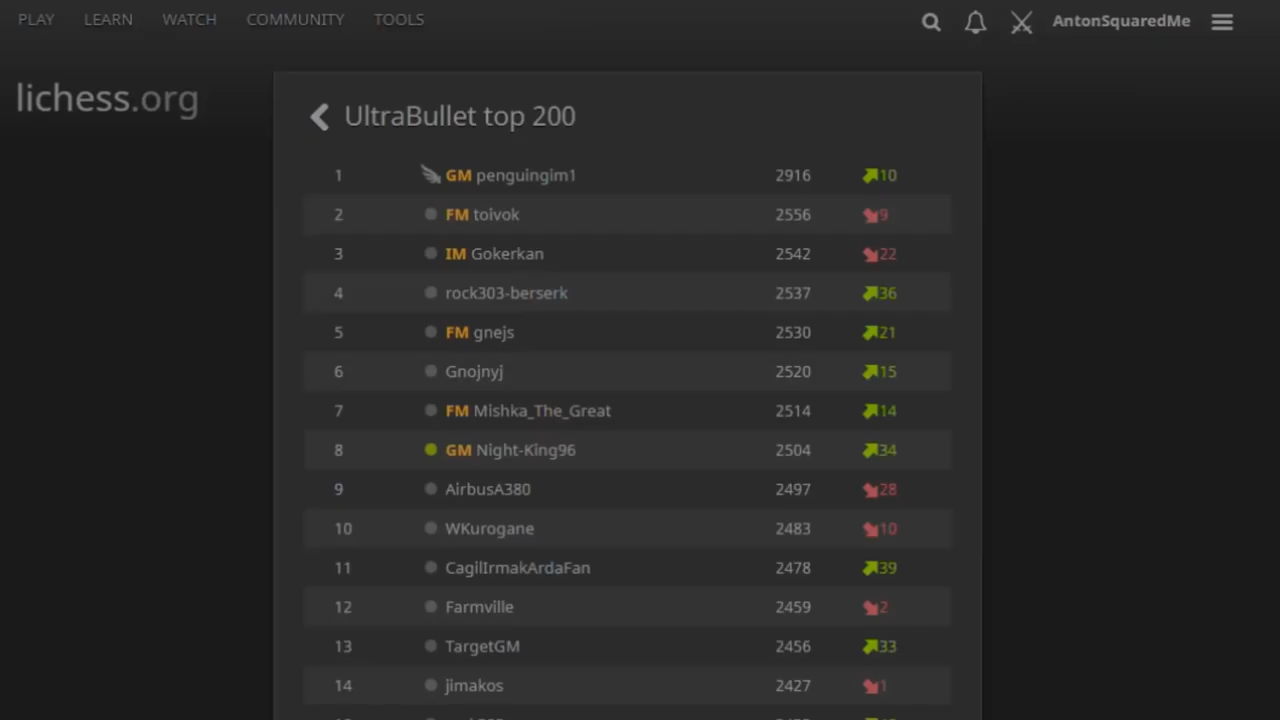 PLAY LEARN WATCH COMMUNITY TOOLS AntonSquaredMe
lichess.org
UltraBullet top 200
1 GM penguingim1 2916 10
2 FM toivok 2556 9
3 IM Gokerkan 2542 22
4 rock303-berserk 2537 36
5 FM gnejs 2530 21
6 Gnojnyj 2520 15
7 FM Mishka_The_Great 2514 14
8 GM Night-King96 2504 34
9 AirbusA380 2497 28
10 WKurogane 2483 10
11 CagilIrmakArdaFan 2478 39
12 Farmville 2459 2
13 TargetGM 2456 33
14 jimakos 2427 1